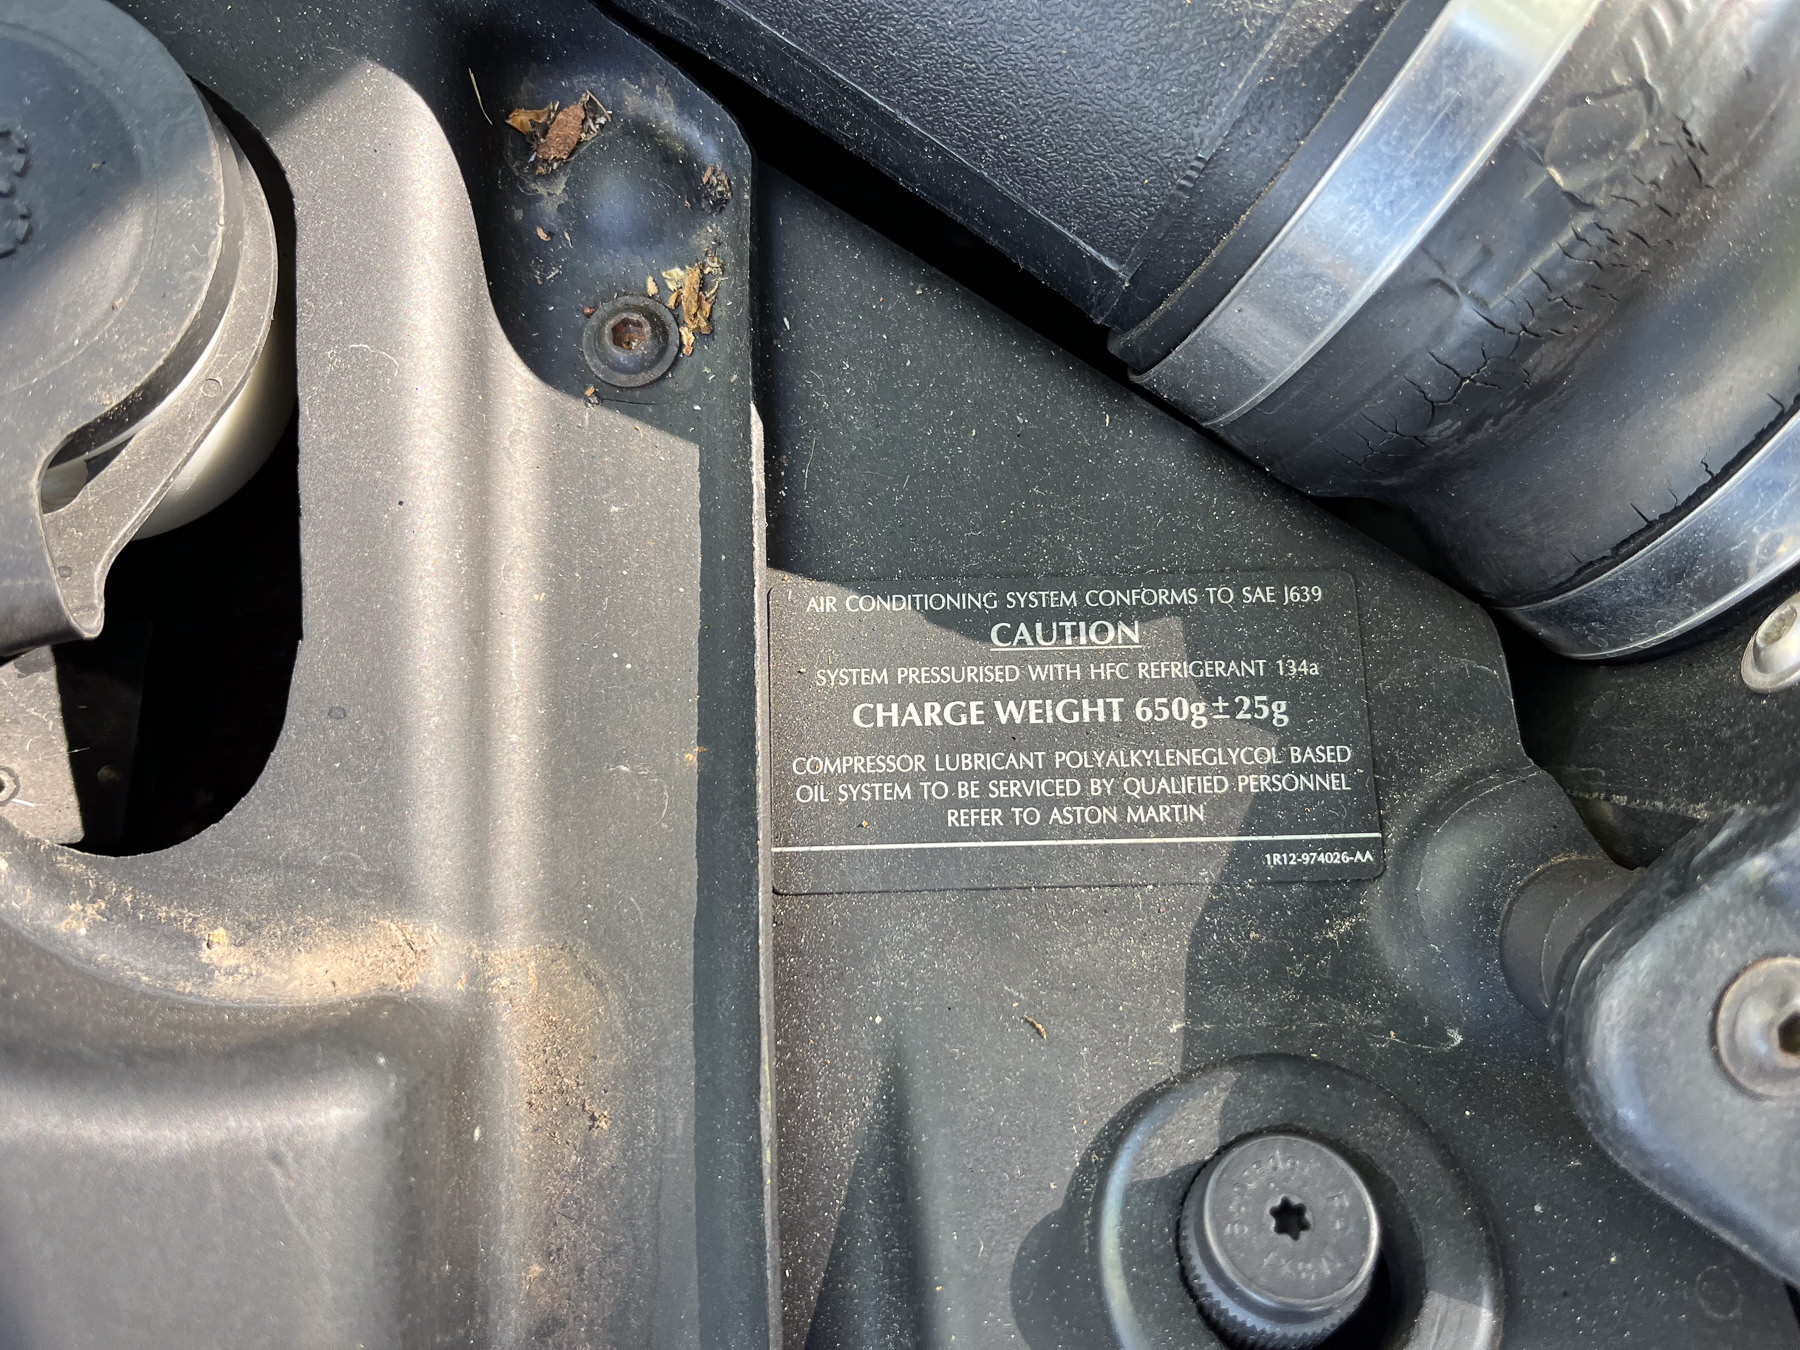 AIR CONDITIONING SYSTEM CONFORMS TO SAE J639
CAUTION
SYSTEM PRESSURISED WITH HFC REFRIGERANT 134a
CHARGE WEIGHT 650g±25g
COMPRESSOR LUBRICANT POLYALKYLENEGLYCOL BASED
OIL SYSTEM TO BE SERVICED BY QUALIFIED PERSONNEL
REFER TO ASTON MARTIN
1R12-974026-AA